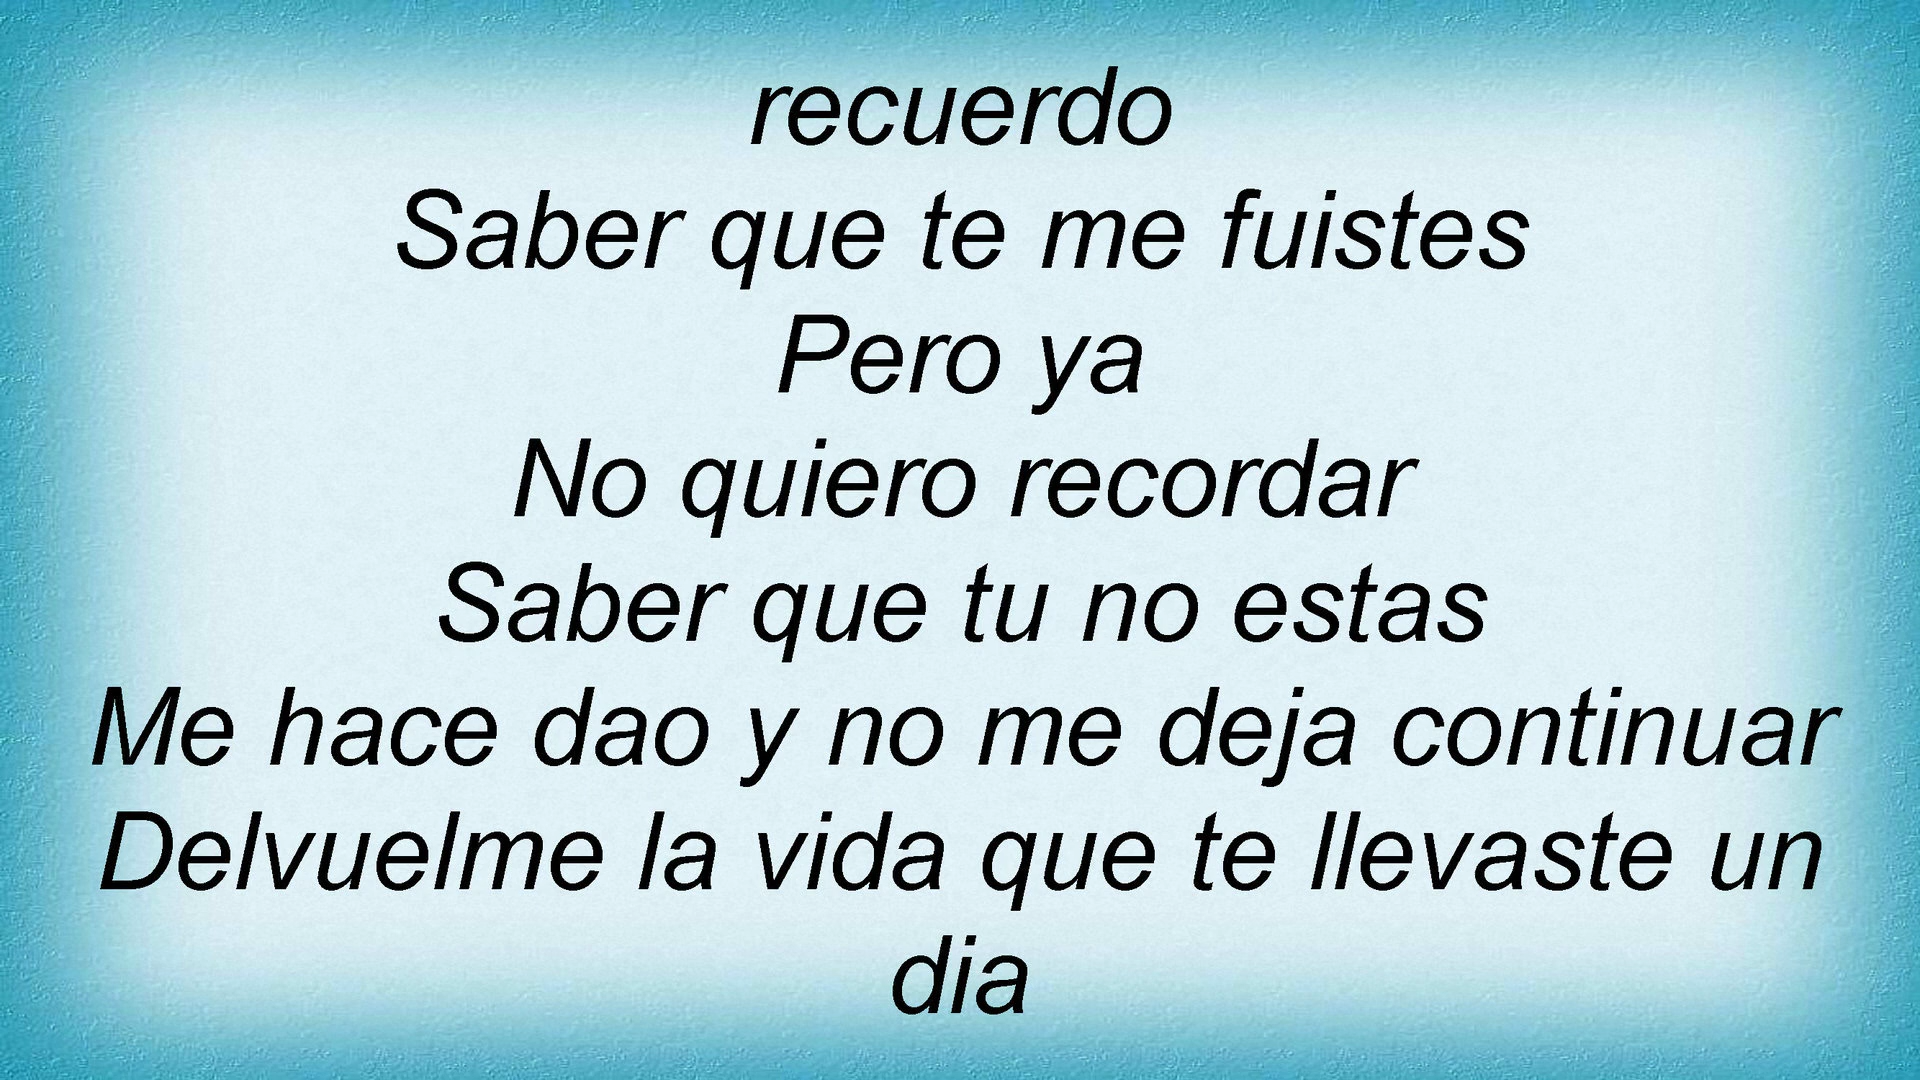 recuerdo
Saber que te me fuistes
Pero ya
No quiero recordar
Saber que tu no estas
Me hace dao y no me deja continuar
Delvuelme la vida que te llevaste un
dia